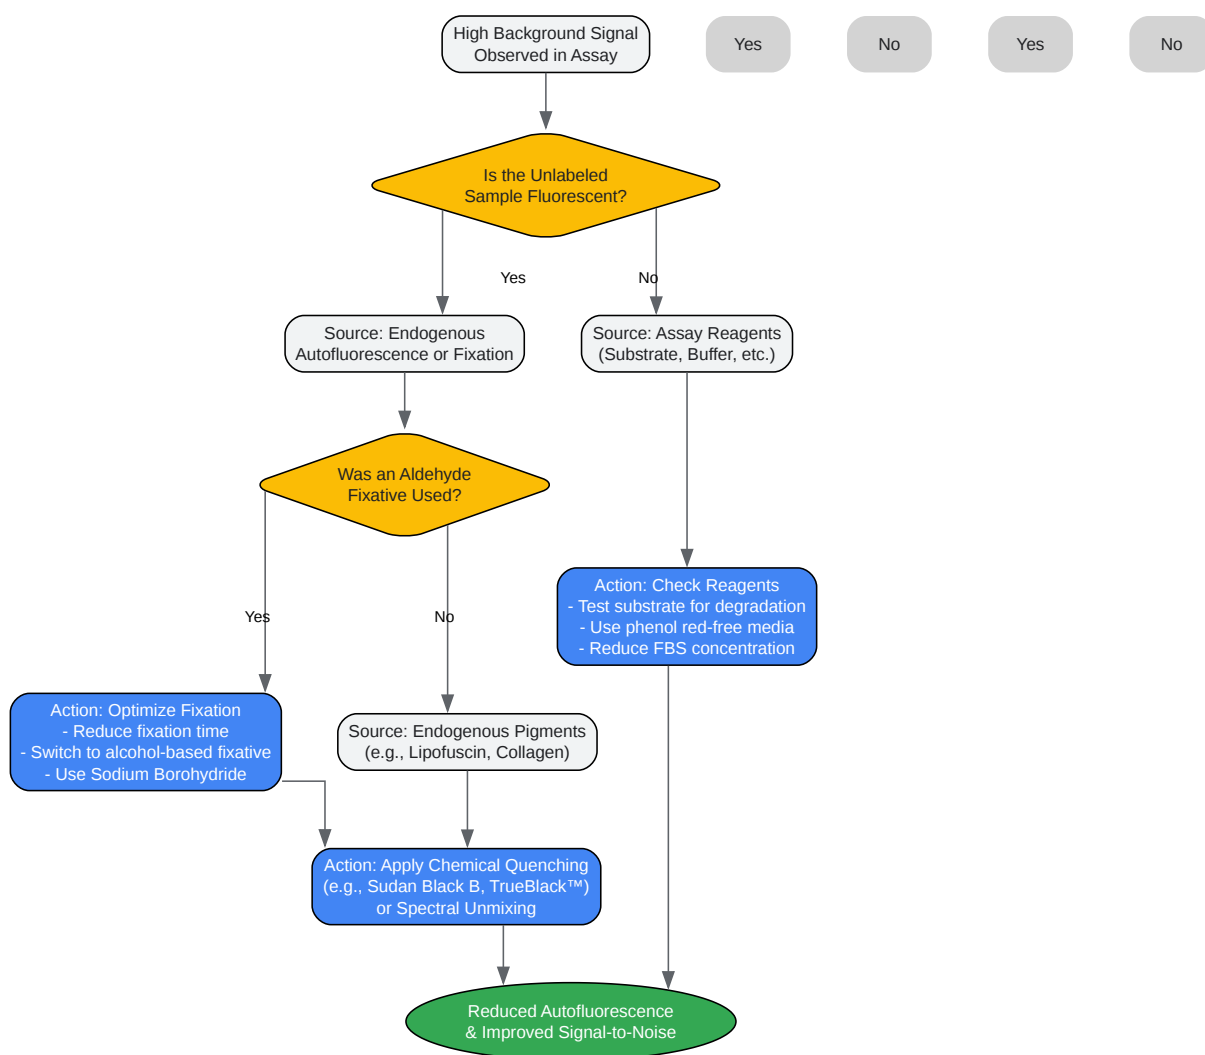 High Background Signal
Observed in Assay
Yes
No
Yes
No
Is the Unlabeled
Sample Fluorescent?
Yes
No
Source: Endogenous
Autofluorescence or Fixation
Source: Assay Reagents
(Substrate, Buffer, etc.)
Was an Aldehyde
Fixative Used?
Action: Check Reagents
- Test substrate for degradation
- Use phenol red-free media
- Reduce FBS concentration
Yes
No
Action: Optimize Fixation
- Reduce fixation time
- Switch to alcohol-based fixative
- Use Sodium Borohydride
Source: Endogenous Pigments
(e.g., Lipofuscin, Collagen)
Action: Apply Chemical Quenching
(e.g., Sudan Black B, TrueBlack™)
or Spectral Unmixing
Reduced Autofluorescence
& Improved Signal-to-Noise